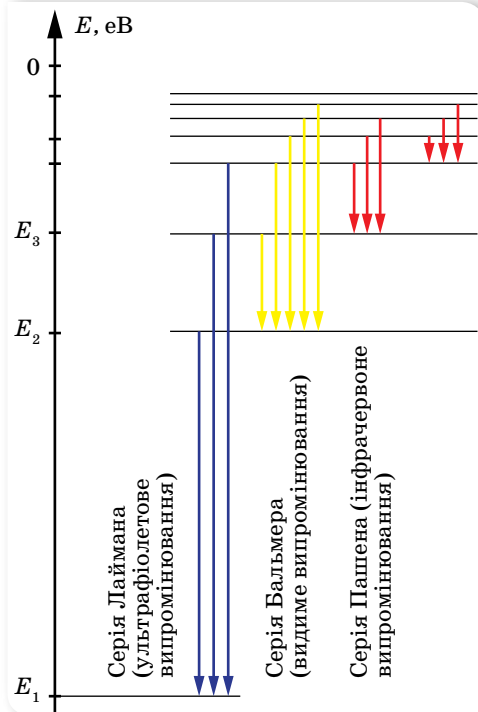 E, еВ
0
E₃
E₂
E₁
Серія Лаймана
(ультрафіолетове
випромінювання)
Серія Бальмера
(видиме випромінювання)
Серія Пашена (інфрачервоне
випромінювання)